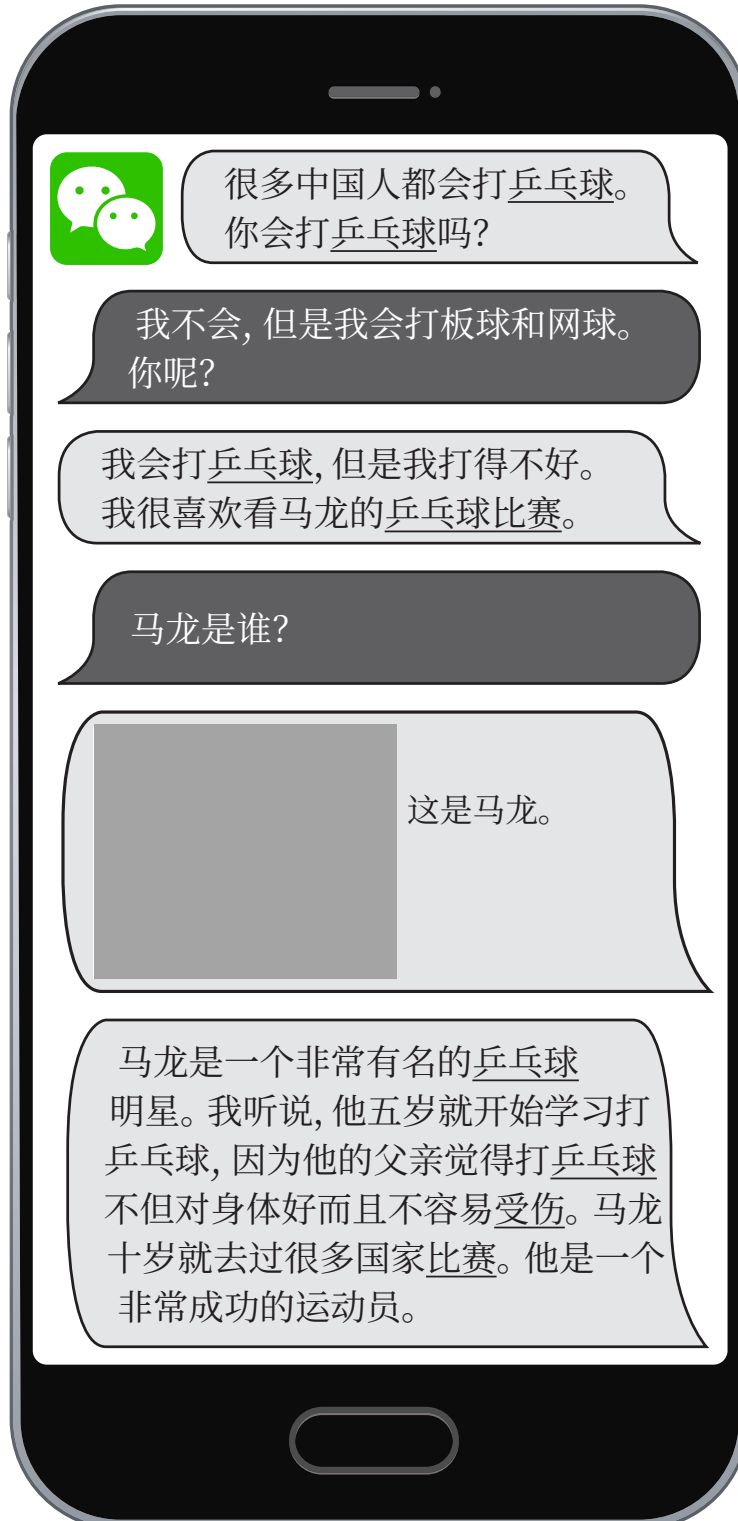 很多中国人都会打乒乓球。
你会打乒乓球吗?
我不会, 但是我会打板球和网球。
你呢?
我会打乒乓球, 但是我打得不好。
我很喜欢看马龙的乒乓球比赛。
马龙是谁?
这是马龙。
马龙是一个非常有名的乒乓球
明星。我听说, 他五岁就开始学习打
乒乓球, 因为他的父亲觉得打乒乓球
不但对身体好而且不容易受伤。马龙
十岁就去过很多国家比赛。他是一个
非常成功的运动员。